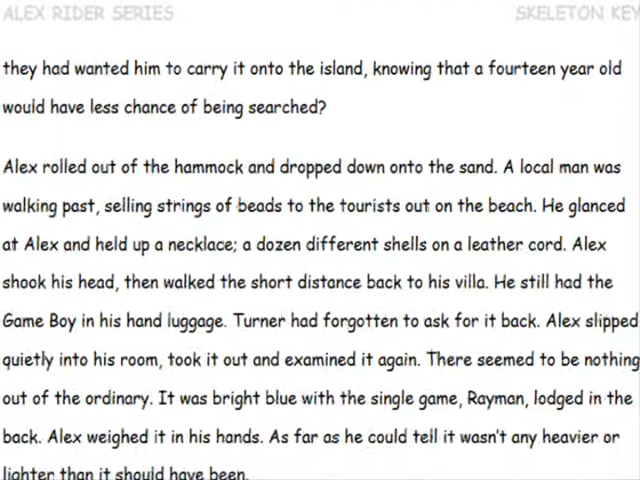 ALEX RIDER SERIES SKELETON KEY
they had wanted him to carry it onto the island, knowing that a fourteen year old
would have less chance of being searched?
Alex rolled out of the hammock and dropped down onto the sand. A local man was
walking past, selling strings of beads to the tourists out on the beach. He glanced
at Alex and held up a necklace; a dozen different shells on a leather cord. Alex
shook his head, then walked the short distance back to his villa. He still had the
Game Boy in his hand luggage. Turner had forgotten to ask for it back. Alex slipped
quietly into his room, took it out and examined it again. There seemed to be nothing
out of the ordinary. It was bright blue with the single game, Rayman, lodged in the
back. Alex weighed it in his hands. As far as he could tell it wasn't any heavier or
lighter than it should have been.